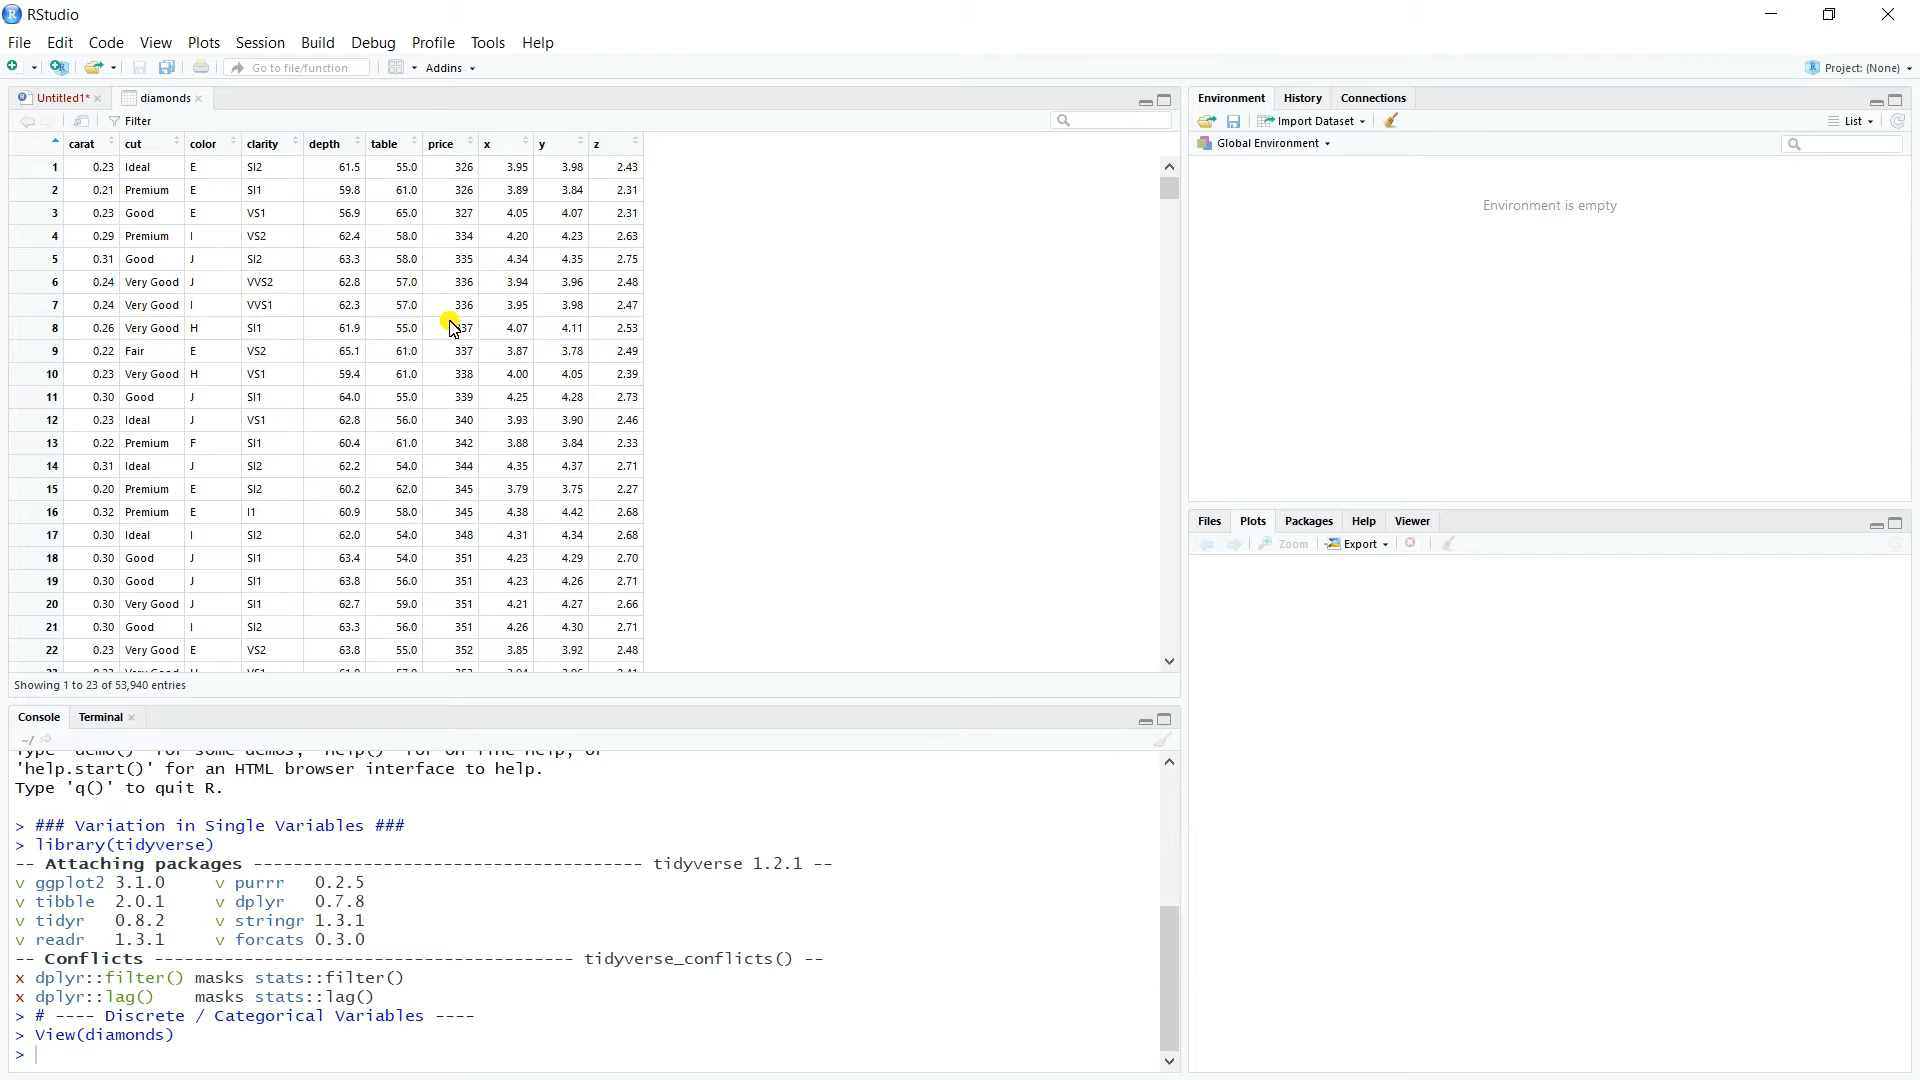 RStudio
File Edit Code View Plots Session Build Debug Profile Tools Help
Go to file/function Addins Project: (None)
Untitled1* diamonds
Filter
carat cut color clarity depth table price x y z
1 0.23 Ideal E SI2 61.5 55.0 326 3.95 3.98 2.43
2 0.21 Premium E SI1 59.8 61.0 326 3.89 3.84 2.31
3 0.23 Good E VS1 56.9 65.0 327 4.05 4.07 2.31
4 0.29 Premium I VS2 62.4 58.0 334 4.20 4.23 2.63
5 0.31 Good J SI2 63.3 58.0 335 4.34 4.35 2.75
6 0.24 Very Good J VVS2 62.8 57.0 336 3.94 3.96 2.48
7 0.24 Very Good I VVS1 62.3 57.0 336 3.95 3.98 2.47
8 0.26 Very Good H SI1 61.9 55.0 37 4.07 4.11 2.53
9 0.22 Fair E VS2 65.1 61.0 337 3.87 3.78 2.49
10 0.23 Very Good H VS1 59.4 61.0 338 4.00 4.05 2.39
11 0.30 Good J SI1 64.0 55.0 339 4.25 4.28 2.73
12 0.23 Ideal J VS1 62.8 56.0 340 3.93 3.90 2.46
13 0.22 Premium F SI1 60.4 61.0 342 3.88 3.84 2.33
14 0.31 Ideal J SI2 62.2 54.0 344 4.35 4.37 2.71
15 0.20 Premium E SI2 60.2 62.0 345 3.79 3.75 2.27
16 0.32 Premium E I1 60.9 58.0 345 4.38 4.42 2.68
17 0.30 Ideal I SI2 62.0 54.0 348 4.31 4.34 2.68
18 0.30 Good J SI1 63.4 54.0 351 4.23 4.29 2.70
19 0.30 Good J SI1 63.8 56.0 351 4.23 4.26 2.71
20 0.30 Very Good J SI1 62.7 59.0 351 4.21 4.27 2.66
21 0.30 Good I SI2 63.3 56.0 351 4.26 4.30 2.71
22 0.23 Very Good E VS2 63.8 55.0 352 3.85 3.92 2.48
Showing 1 to 23 of 53,940 entries
Console Terminal
~/
Type 'demo()' for some demos, 'help()' for on-line help, or
'help.start()' for an HTML browser interface to help.
Type 'q()' to quit R.
> ### Variation in Single Variables ###
> library(tidyverse)
-- Attaching packages --------------------------------------- tidyverse 1.2.1 --
v ggplot2 3.1.0 v purrr 0.2.5
v tibble 2.0.1 v dplyr 0.7.8
v tidyr 0.8.2 v stringr 1.3.1
v readr 1.3.1 v forcats 0.3.0
-- Conflicts ------------------------------------------ tidyverse_conflicts() --
x dplyr::filter() masks stats::filter()
x dplyr::lag() masks stats::lag()
> # ---- Discrete / Categorical Variables ----
> View(diamonds)
>
Environment History Connections
Import Dataset List
Global Environment
Environment is empty
Files Plots Packages Help Viewer
Zoom Export